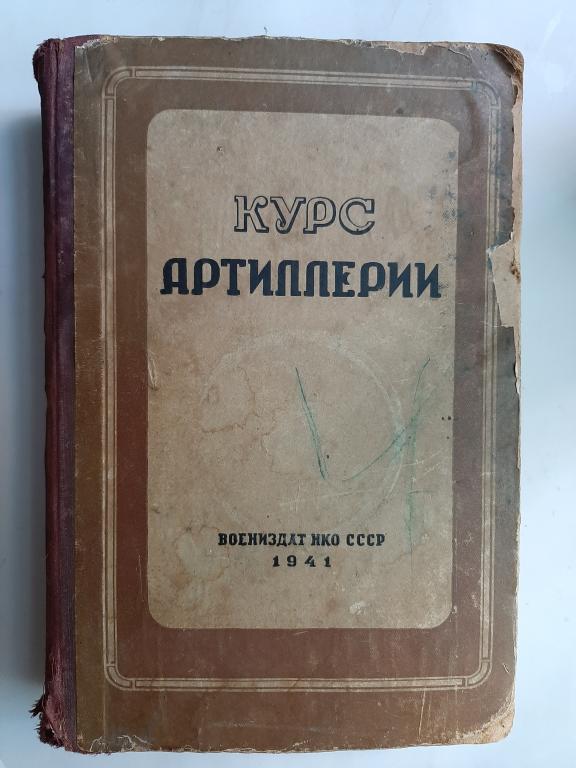 КУРС
АРТИЛЛЕРИИ
ВОЕНИЗДАТ НКО СССР
1941